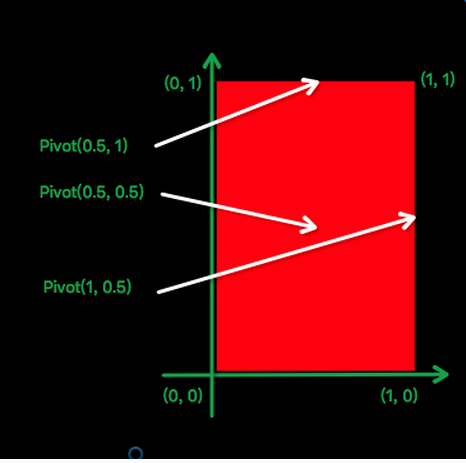 (0, 1)
(1, 1)
Pivot(0.5, 1)
Pivot(0.5, 0.5)
Pivot(1, 0.5)
(0, 0)
(1, 0)